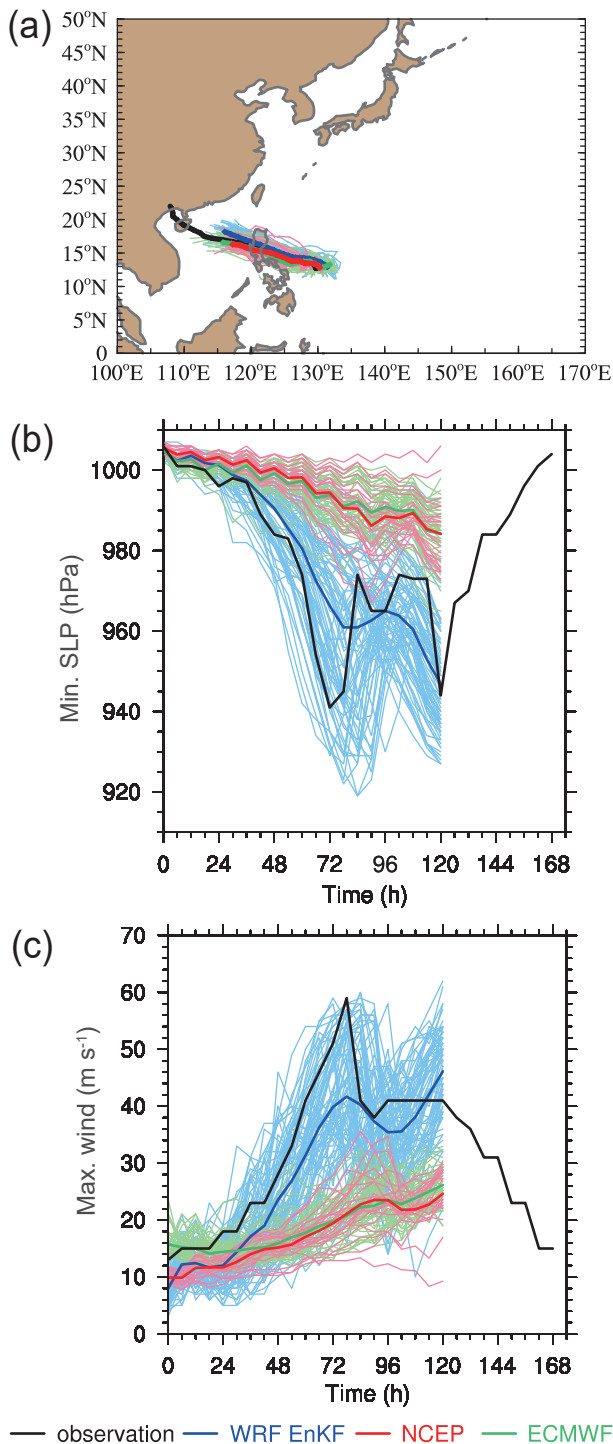 (a)
50°N
45°N
40°N
35°N
30°N
25°N
20°N
15°N
10°N
5°N
0
100°E 110°E 120°E 130°E 140°E 150°E 160°E 170°E
(b)
Min. SLP (hPa)
1000
980
960
940
920
0 24 48 72 96 120 144 168
Time (h)
(c)
Max. wind (m s⁻¹)
70
60
50
40
30
20
10
0
0 24 48 72 96 120 144 168
Time (h)
observation WRF EnKF NCEP ECMWF